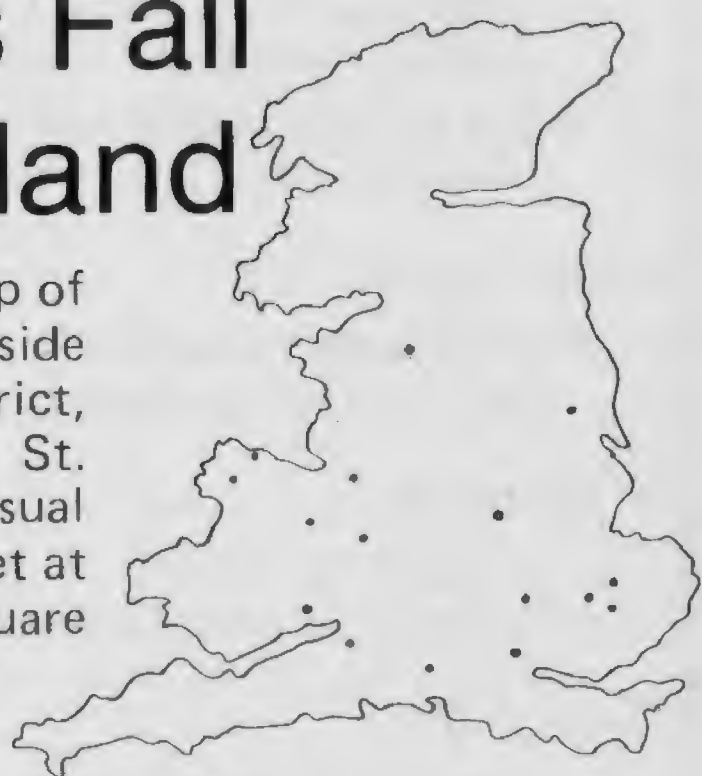 s Fall
land
p of
side
rict,
St.
sual
et at
uare